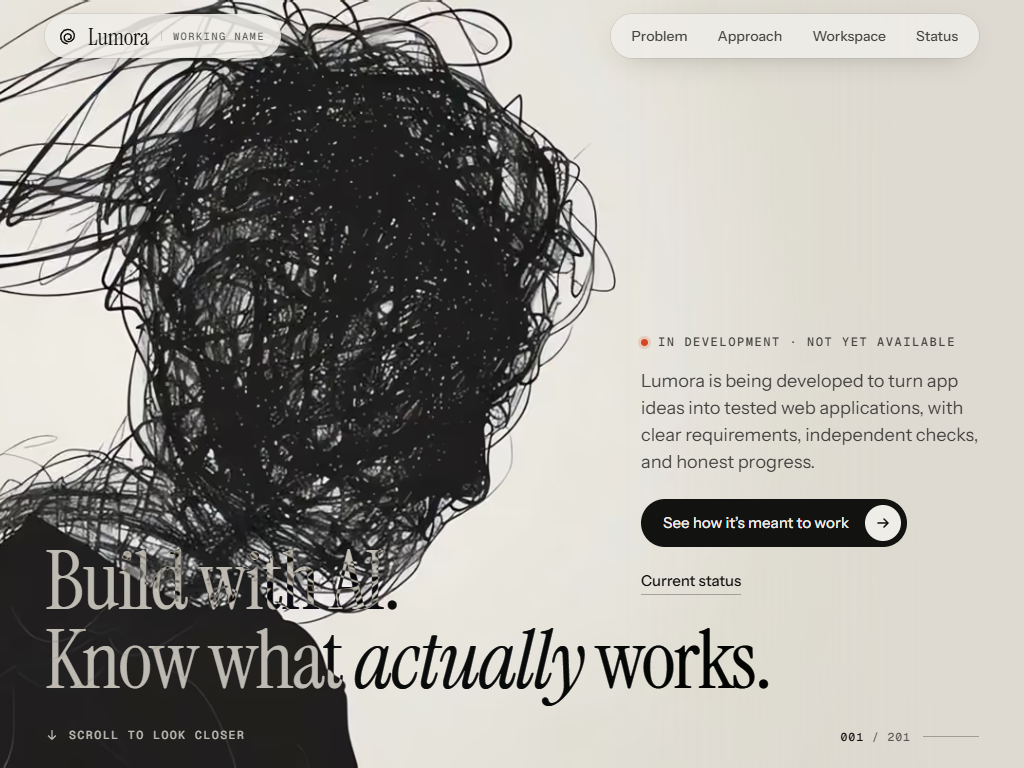 Lumora
WORKING NAME
Problem
Approach
Workspace
Status
IN DEVELOPMENT · NOT YET AVAILABLE
Lumora is being developed to turn app
ideas into tested web applications, with
clear requirements, independent checks,
and honest progress.
See how it's meant to work
Current status
Build with AI.
Know what actually works.
SCROLL TO LOOK CLOSER
001 / 201